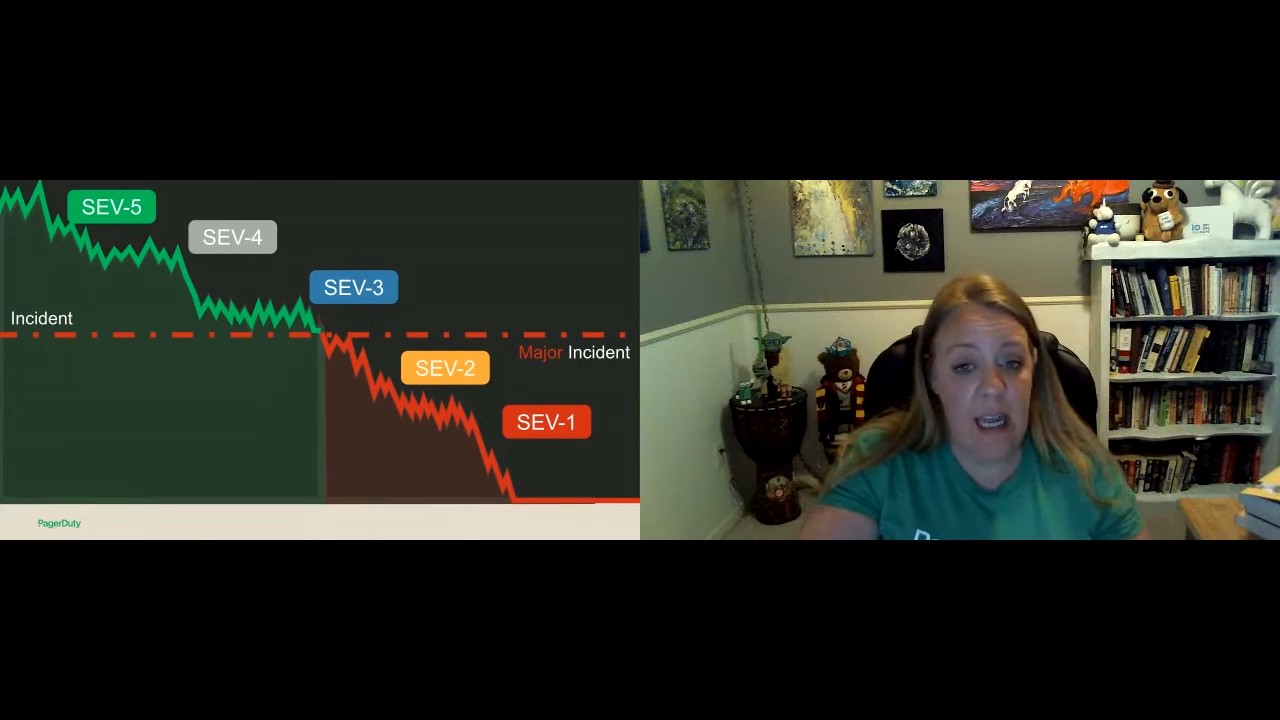 SEV-5
SEV-4
SEV-3
Incident
Major Incident
SEV-2
SEV-1
PagerDuty